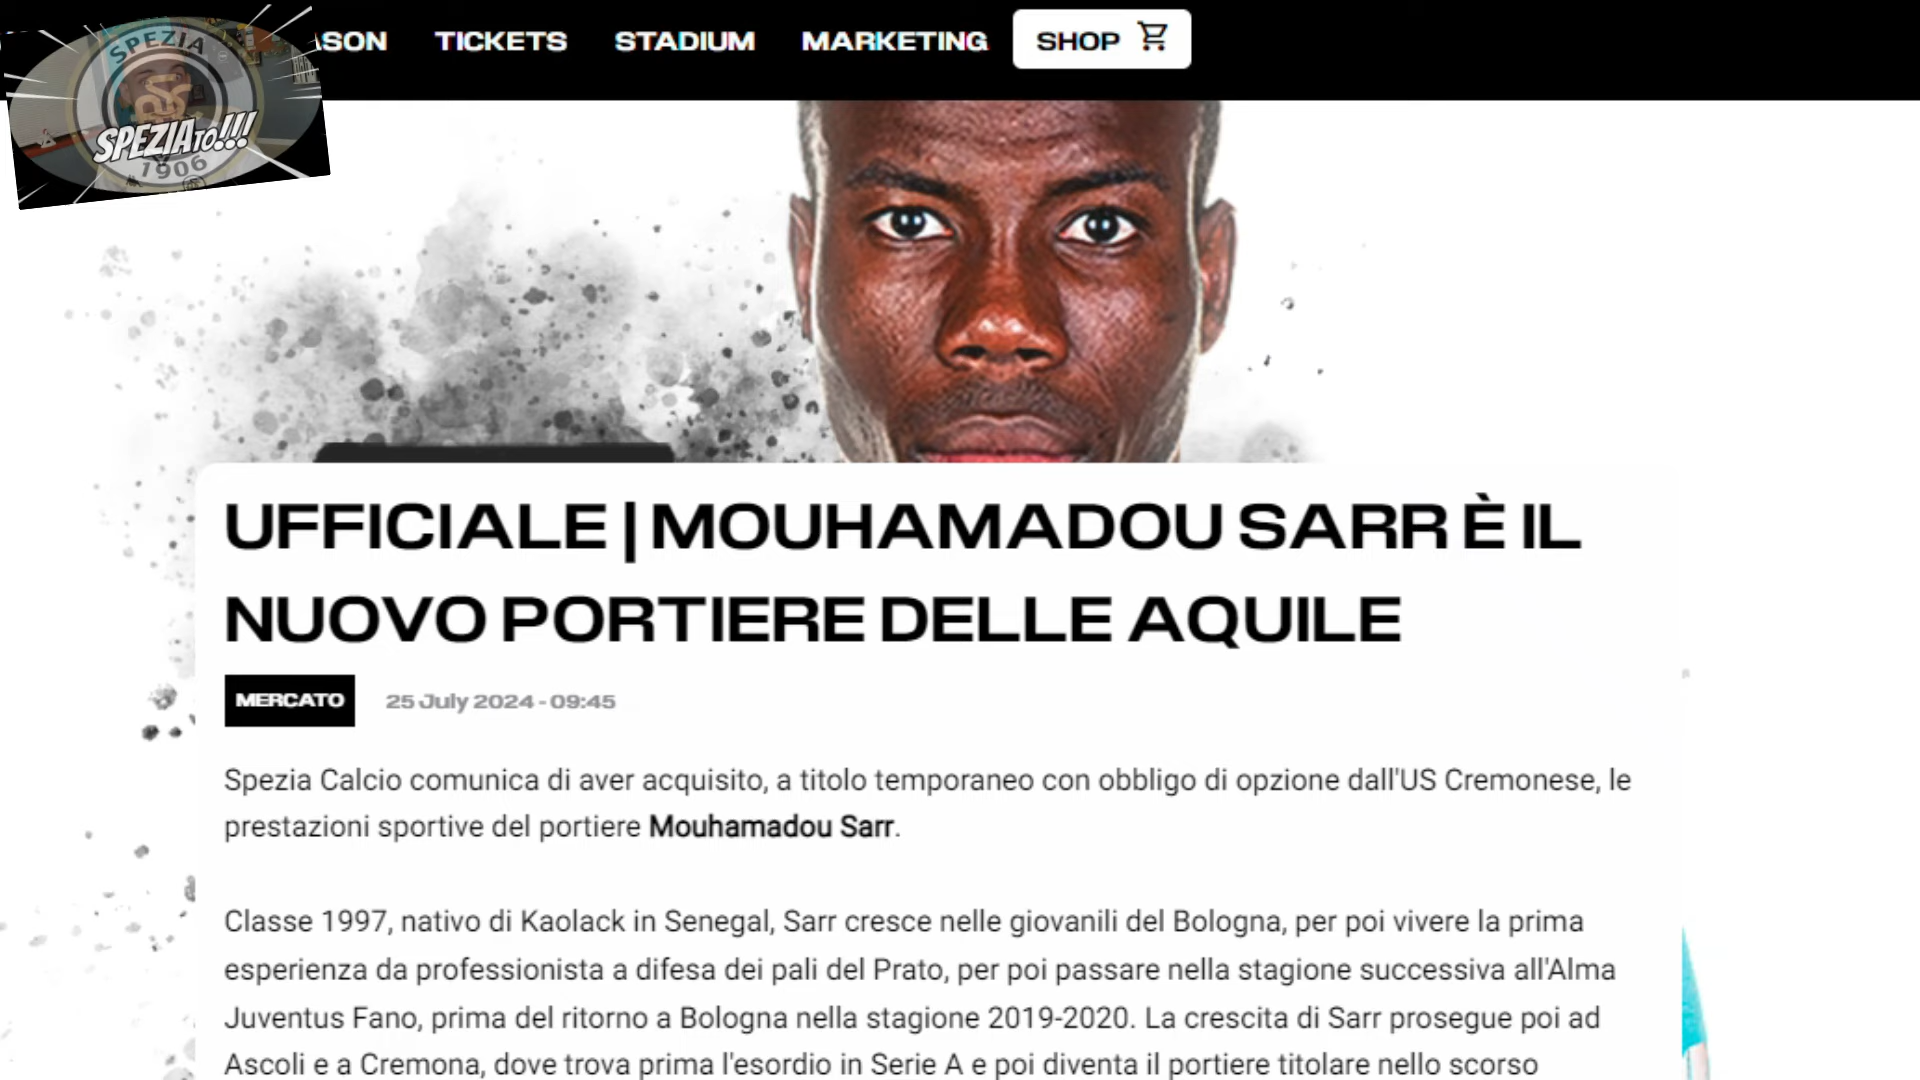 ASON TICKETS STADIUM MARKETING SHOP
SPEZIA
SPEZIATO!!!
1906
UFFICIALE | MOUHAMADOU SARR È IL
NUOVO PORTIERE DELLE AQUILE
MERCATO 25 July 2024 - 09:45
Spezia Calcio comunica di aver acquisito, a titolo temporaneo con obbligo di opzione dall'US Cremonese, le
prestazioni sportive del portiere Mouhamadou Sarr.
Classe 1997, nativo di Kaolack in Senegal, Sarr cresce nelle giovanili del Bologna, per poi vivere la prima
esperienza da professionista a difesa dei pali del Prato, per poi passare nella stagione successiva all'Alma
Juventus Fano, prima del ritorno a Bologna nella stagione 2019-2020. La crescita di Sarr prosegue poi ad
Ascoli e a Cremona, dove trova prima l'esordio in Serie A e poi diventa il portiere titolare nello scorso